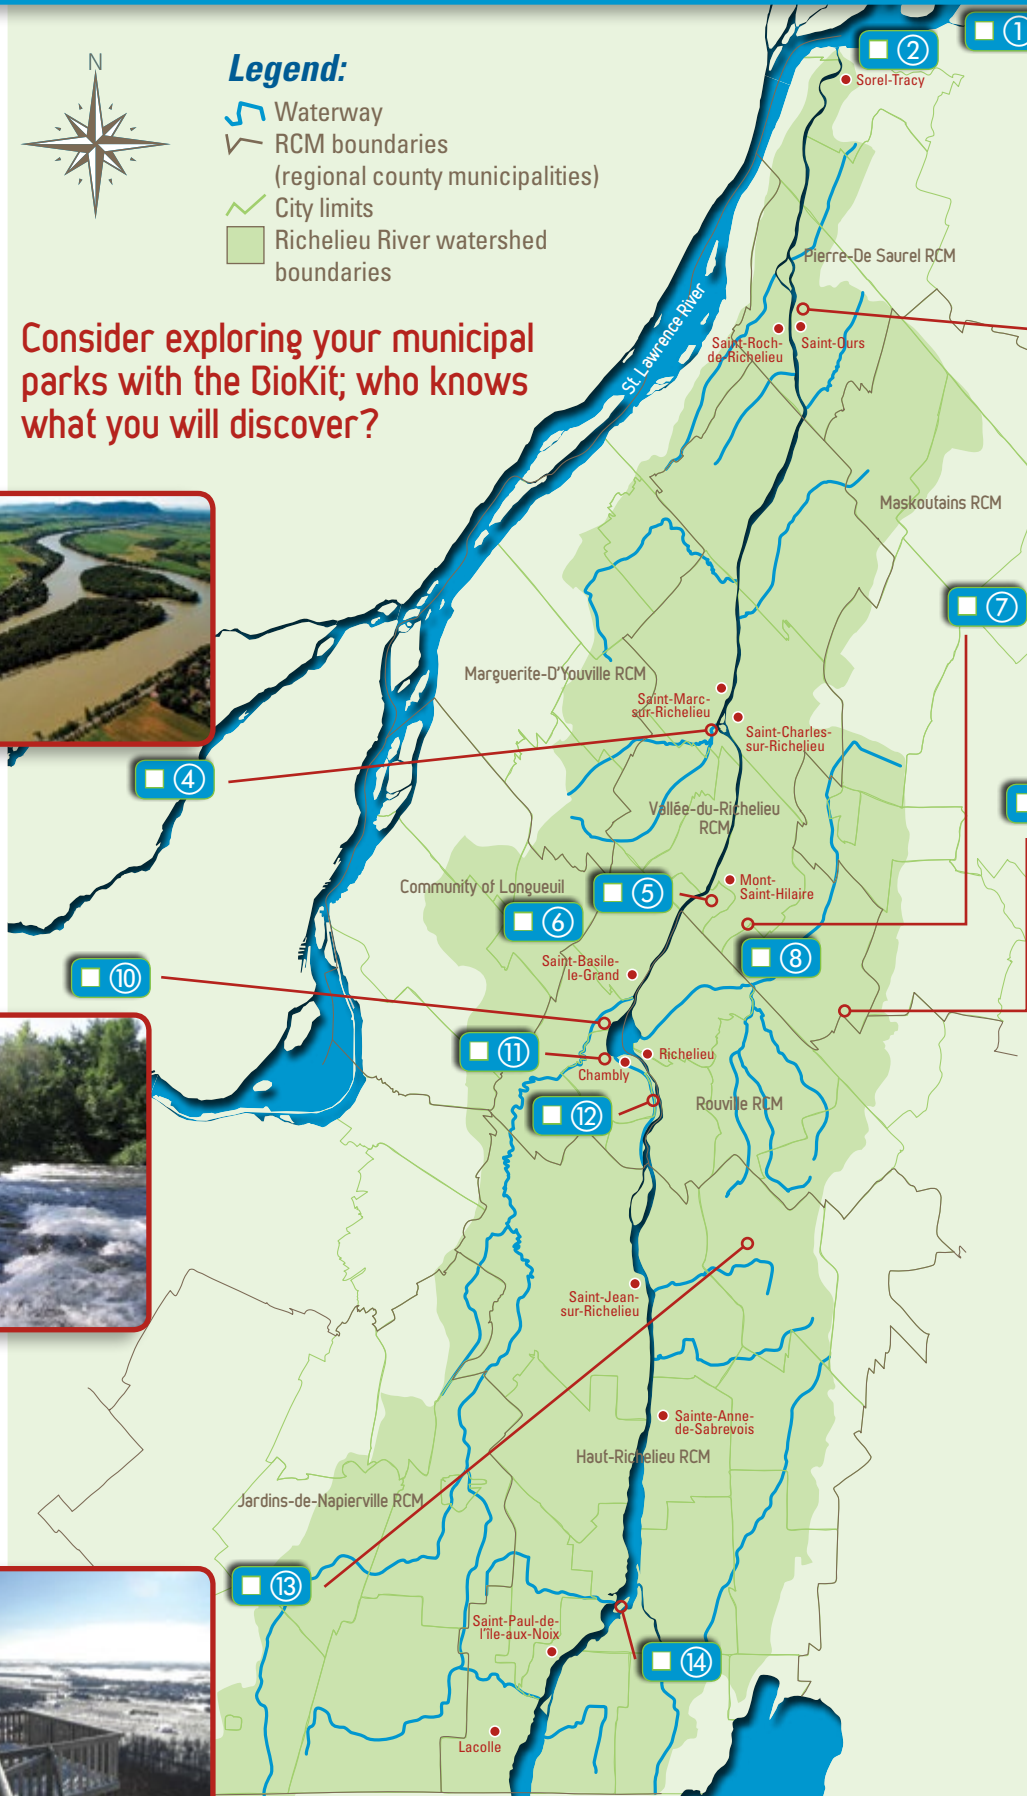 N
Legend:
Waterway
RCM boundaries
(regional county municipalities)
City limits
Richelieu River watershed
boundaries
Consider exploring your municipal
parks with the BioKit; who knows
what you will discover?
1
2
Sorel-Tracy
Pierre-De Saurel RCM
St. Lawrence River
Saint-Roch-
de-Richelieu
Saint-Ours
Maskoutains RCM
7
Marguerite-D'Youville RCM
Saint-Marc-
sur-Richelieu
Saint-Charles-
sur-Richelieu
4
Vallée-du-Richelieu
RCM
Mont-
Saint-Hilaire
Community of Longueuil
5
6
8
Saint-Basile-
le-Grand
10
11
Richelieu
Chambly
12
Rouville RCM
Saint-Jean-
sur-Richelieu
Sainte-Anne-
de-Sabrevois
Haut-Richelieu RCM
Jardins-de-Napierville RCM
13
Saint-Paul-de-
l'île-aux-Noix
14
Lacolle